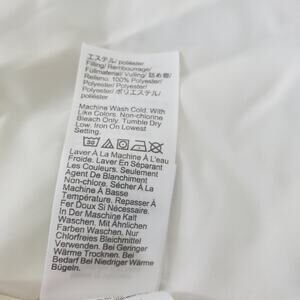 エステル/ poliéster
Filling/ Rembourrage/
Füllmaterial/ Vulling/ 詰め物/
Relleno: 100% Polyester/
Polyester/ Polyester/
Polyester/ ポリエステル/
poliéster
Machine Wash Cold. With
Like Colors. Non-chlorine
Bleach Only. Tumble Dry
Low. Iron On Lowest
Setting.
30
Laver À La Machine À L'eau
Froide. Laver En Séparant
Les Couleurs. Seulement
Agent De Blanchiment
Non-chlore. Sécher À La
Machine À Basse
Température. Repasser À
Fer Doux Si Nécessaire.
In Der Maschine Kalt
Waschen. Mit Ähnlichen
Farben Waschen. Nur
Chlorfreies Bleichmittel
Verwenden. Bei Geringer
Wärme Trocknen. Bei
Bedarf Bei Niedriger Wärme
Bügeln.